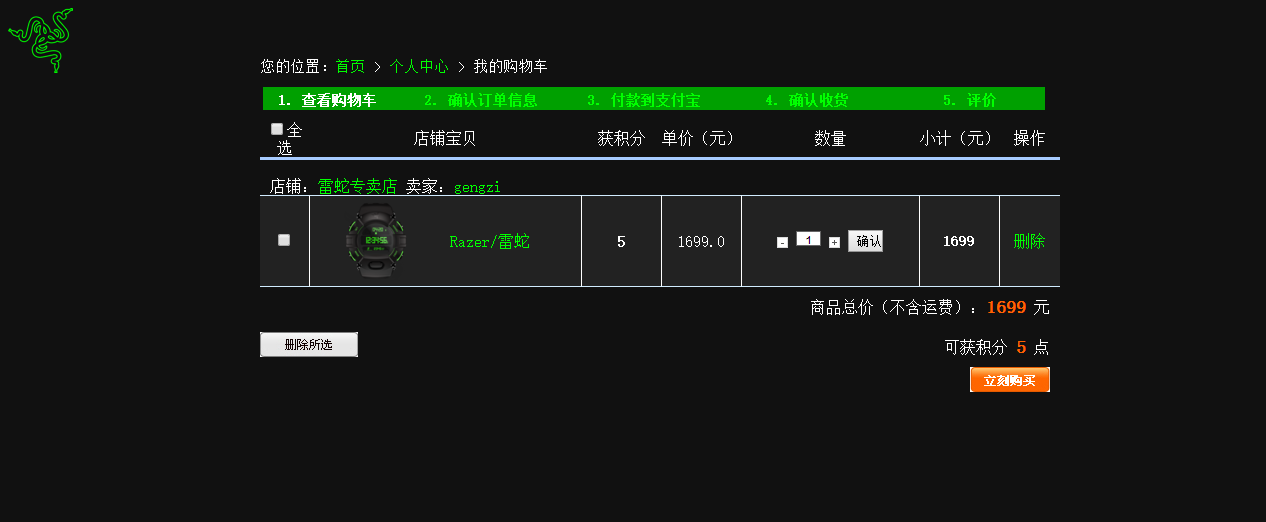 您的位置：首页 > 个人中心 > 我的购物车
1. 查看购物车 2. 确认订单信息 3. 付款到支付宝 4. 确认收货 5. 评价
全选 店铺宝贝 获积分 单价（元） 数量 小计（元） 操作
店铺：雷蛇专卖店 卖家：gengzi
Razer/雷蛇 5 1699.0 - 1 + 确认 1699 删除
商品总价（不含运费）：1699 元
删除所选
可获积分 5 点
立刻购买